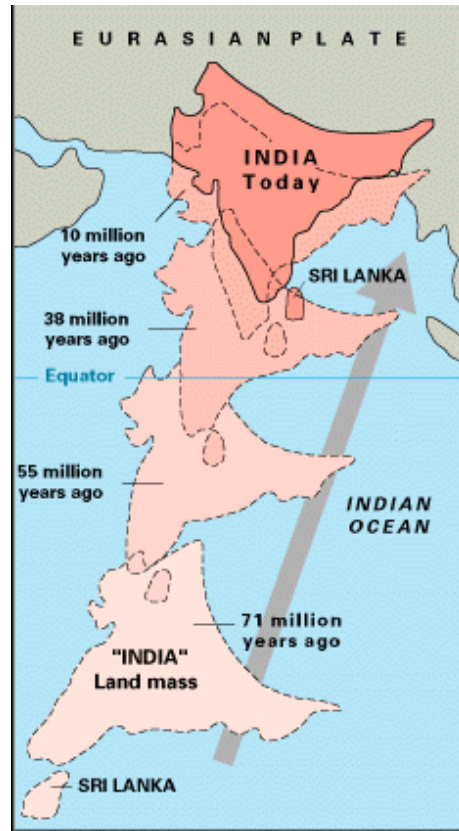 EURASIAN PLATE
INDIA
Today
10 million
years ago
SRI LANKA
38 million
years ago
Equator
55 million
years ago
INDIAN
OCEAN
71 million
years ago
"INDIA"
Land mass
SRI LANKA